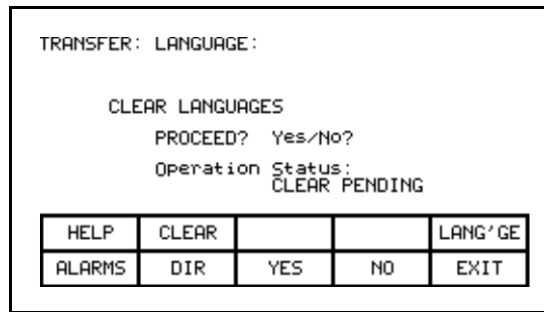 TRANSFER: LANGUAGE:
CLEAR LANGUAGES
PROCEED? Yes/No?
Operation Status:
CLEAR PENDING
HELP CLEAR LANG'GE
ALARMS DIR YES NO EXIT